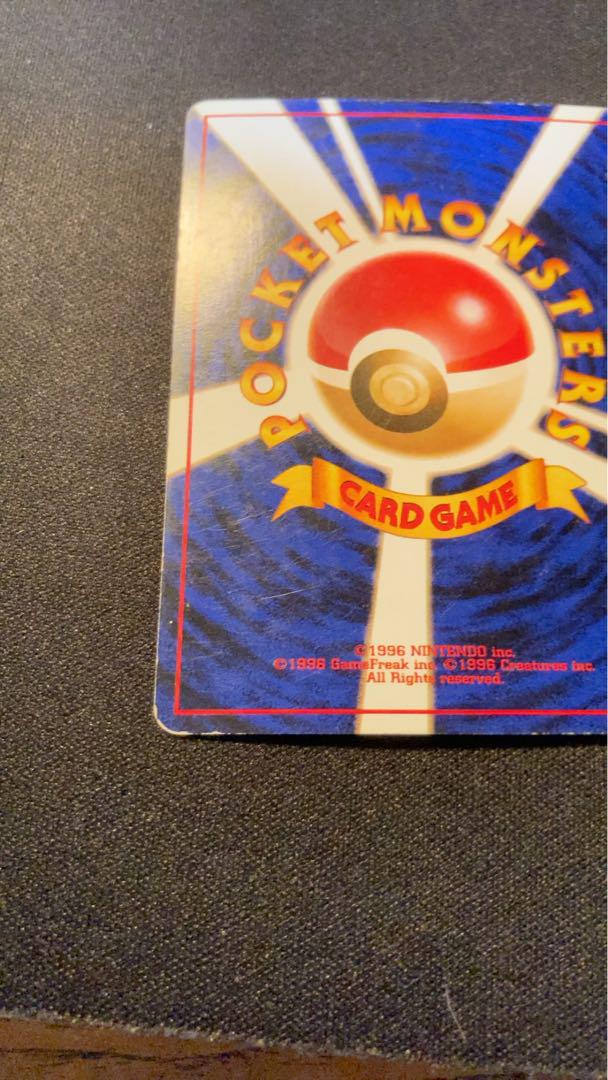 POCKET MONSTERS
CARD GAME
©1996 NINTENDO inc.
©1996 GameFreak inc. ©1996 Creatures inc.
All Rights reserved.